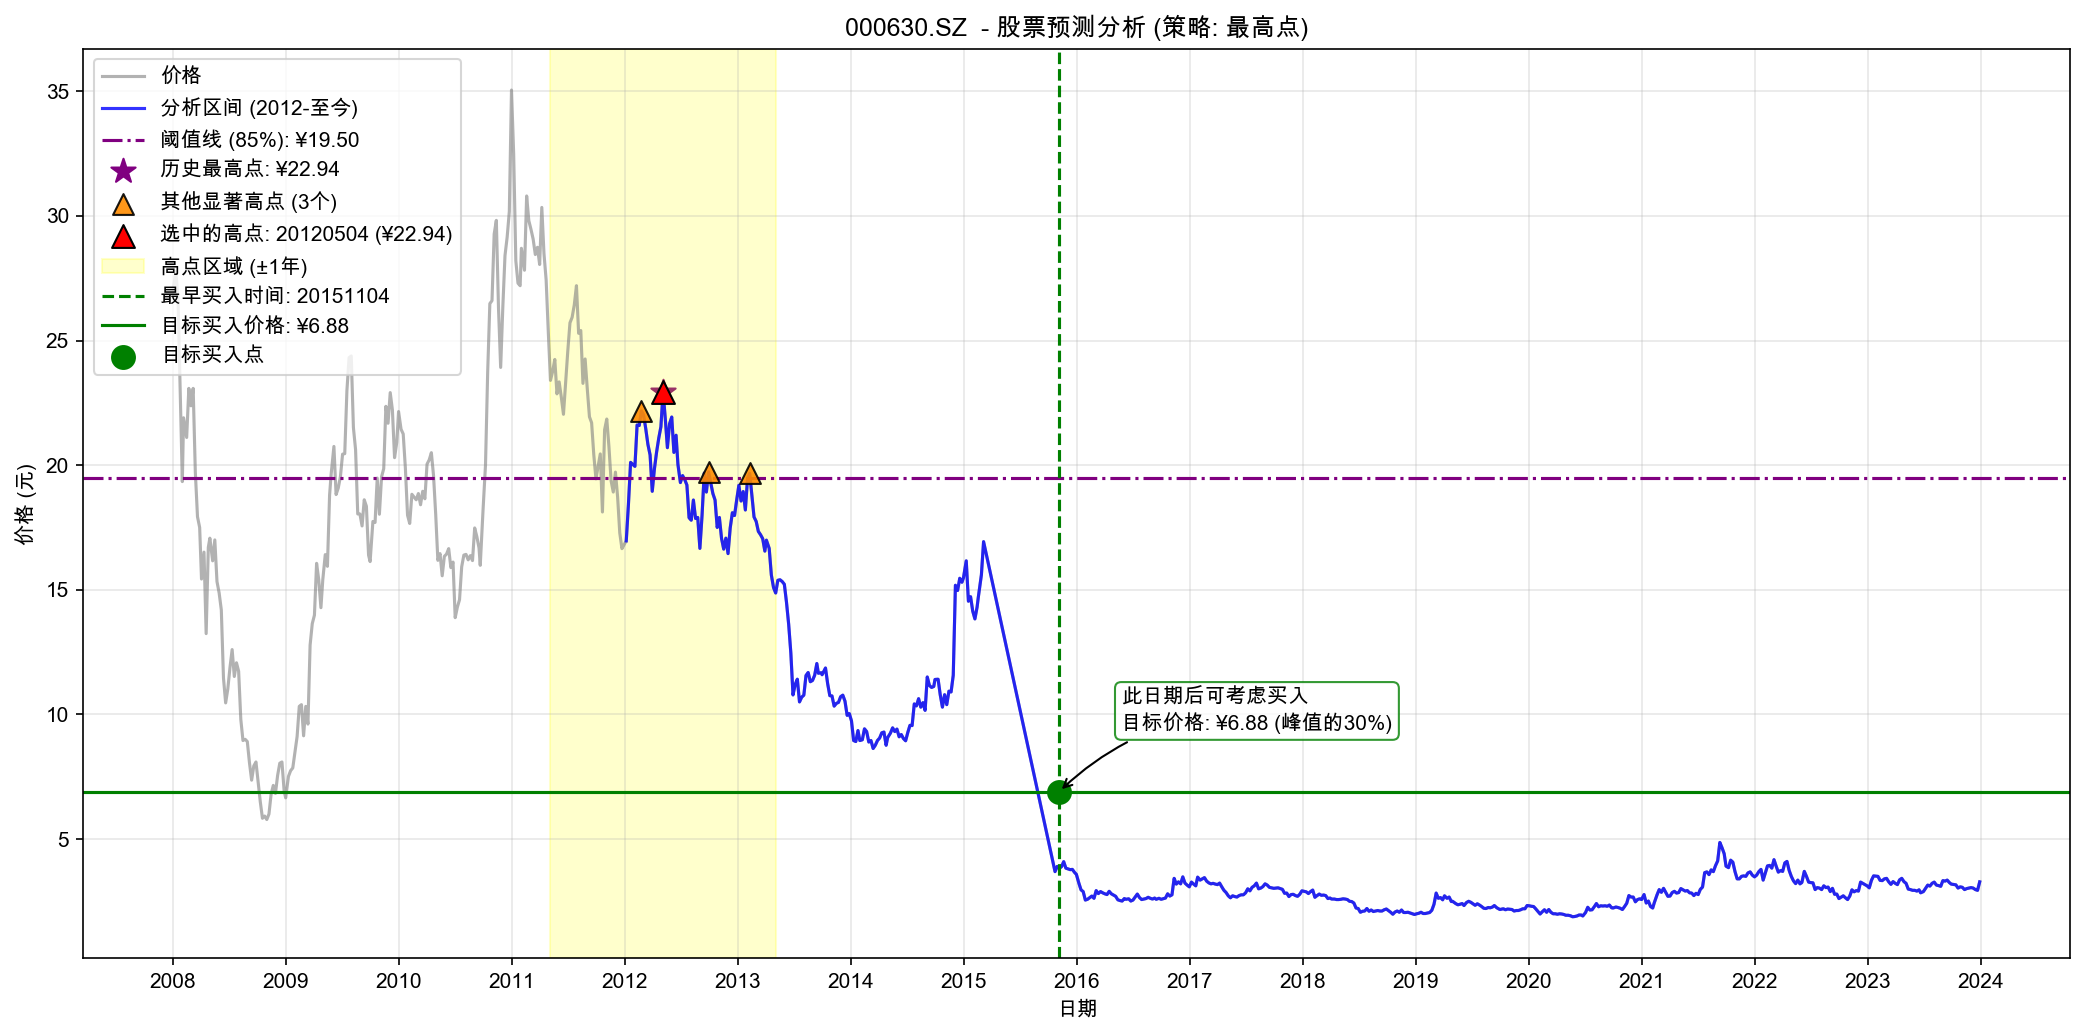 000630.SZ - 股票预测分析 (策略: 最高点)
价格
分析区间 (2012-至今)
阈值线 (85%): ¥19.50
历史最高点: ¥22.94
其他显著高点 (3个)
选中的高点: 20120504 (¥22.94)
高点区域 (±1年)
最早买入时间: 20151104
目标买入价格: ¥6.88
目标买入点
价格 (元)
35
30
25
20
15
10
5
此日期后可考虑买入
目标价格: ¥6.88 (峰值的30%)
2008 2009 2010 2011 2012 2013 2014 2015 2016 2017 2018 2019 2020 2021 2022 2023 2024
日期